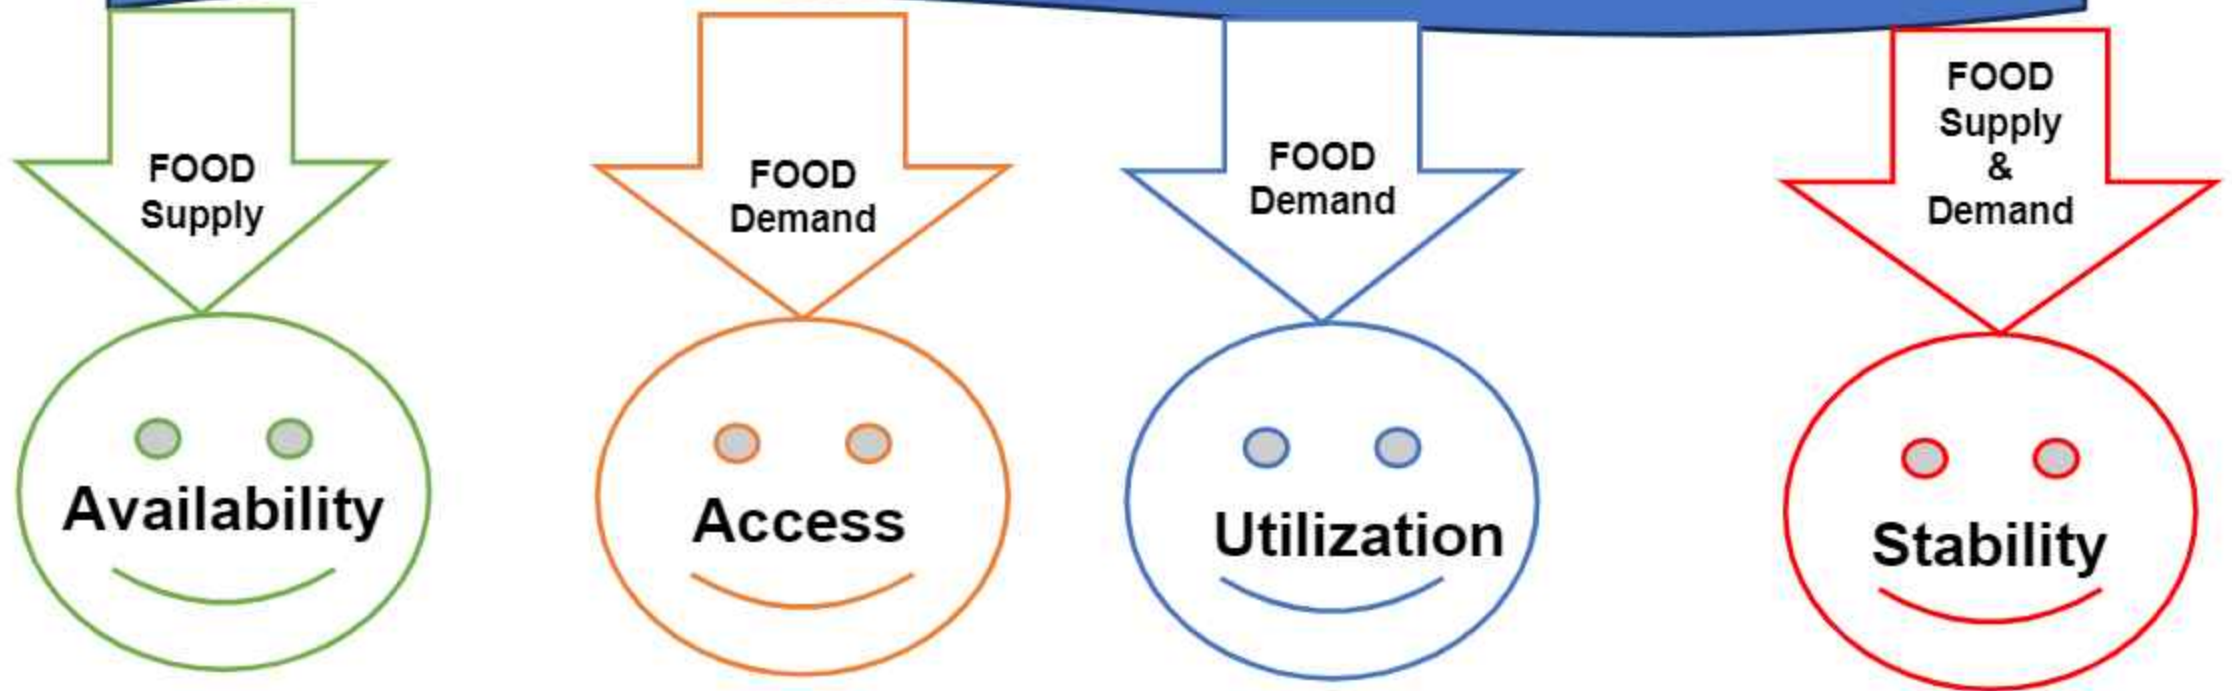 FOOD
Supply
FOOD
Demand
FOOD
Demand
FOOD
Supply
&
Demand
Availability
Access
Utilization
Stability